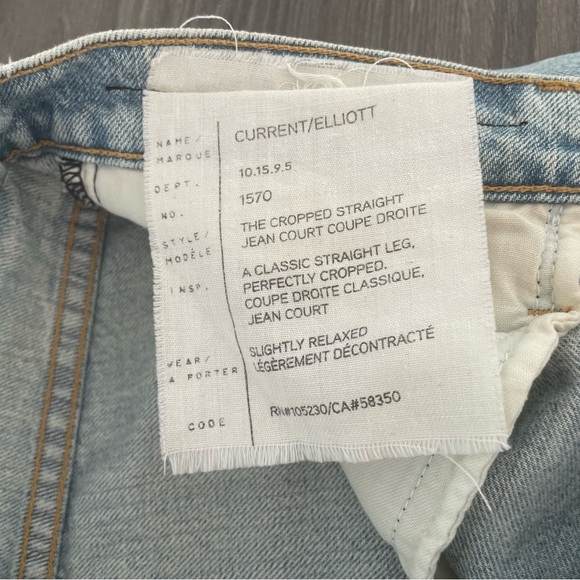 NAME/ MARQUE CURRENT/ELLIOTT
DEPT. 10.15.9.5
NO. 1570
STYLE/ MODÈLE THE CROPPED STRAIGHT
JEAN COURT COUPE DROITE
INSP. A CLASSIC STRAIGHT LEG,
PERFECTLY CROPPED.
COUPE DROITE CLASSIQUE,
JEAN COURT
WEAR/ À PORTER SLIGHTLY RELAXED
LÉGÈREMENT DÉCONTRACTÉ
CODE RN#105230/CA#58350